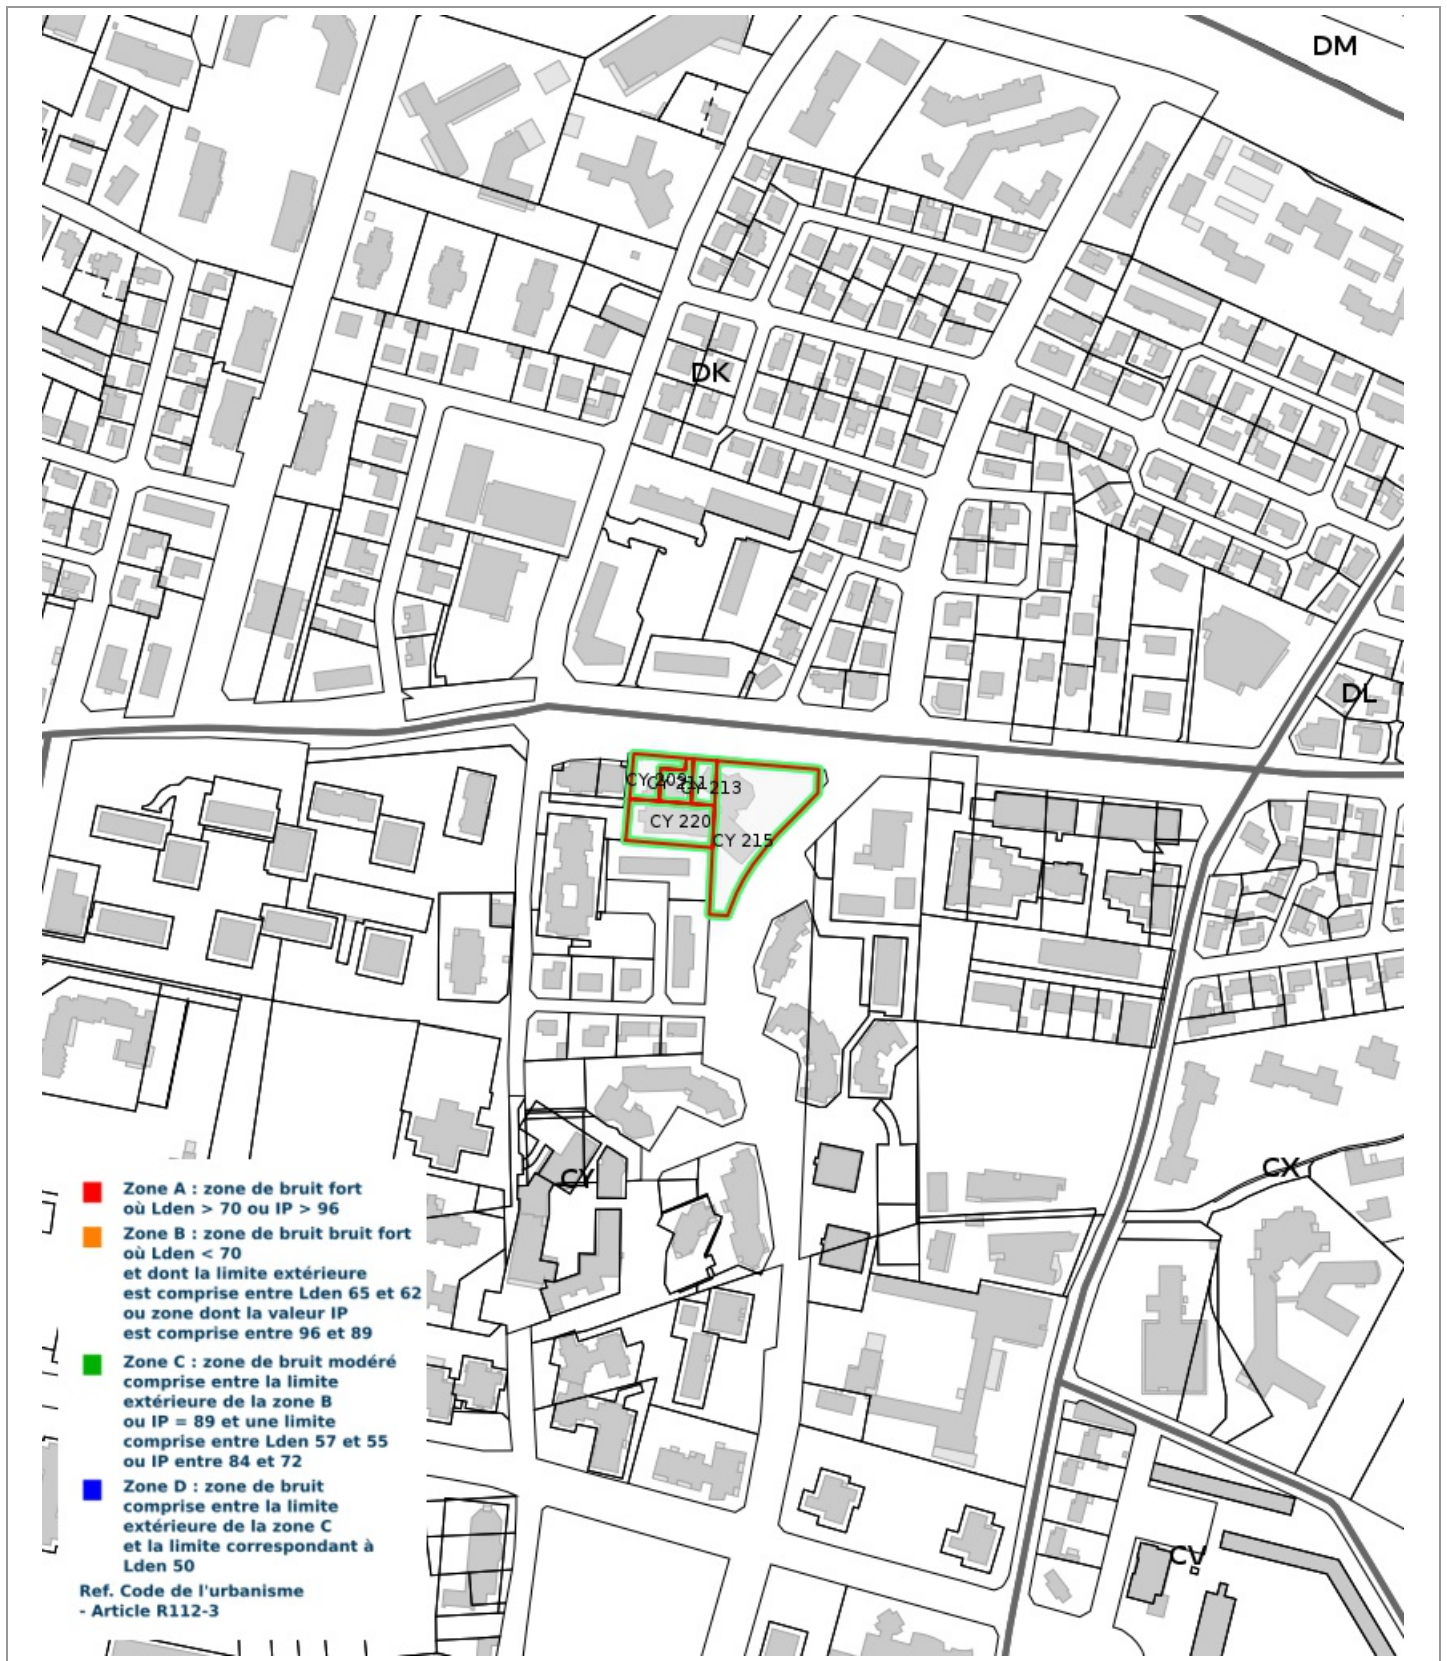 DM
DK
DL
CY 209
CY 213
CY 220
CY 215
CY
CX
CV
Zone A : zone de bruit fort
où Lden > 70 ou IP > 96
Zone B : zone de bruit bruit fort
où Lden < 70
et dont la limite extérieure
est comprise entre Lden 65 et 62
ou zone dont la valeur IP
est comprise entre 96 et 89
Zone C : zone de bruit modéré
comprise entre la limite
extérieure de la zone B
ou IP = 89 et une limite
comprise entre Lden 57 et 55
ou IP entre 84 et 72
Zone D : zone de bruit
comprise entre la limite
extérieure de la zone C
et la limite correspondant à
Lden 50
Ref. Code de l'urbanisme
- Article R112-3